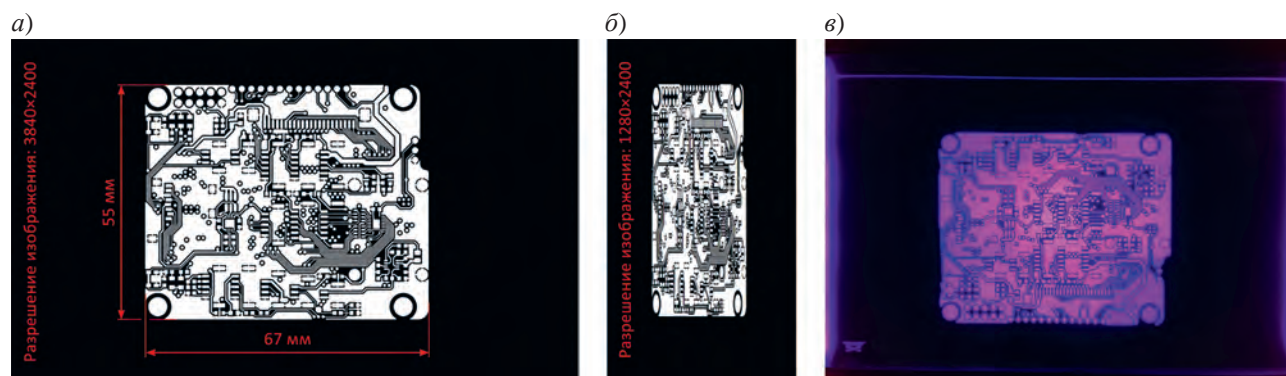 а)
б)
в)
Разрешение изображения: 3840×2400
55 мм
67 мм
Разрешение изображения: 1280×2400